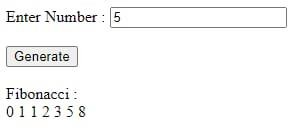 Enter Number : 5
Generate
Fibonacci :
0 1 1 2 3 5 8